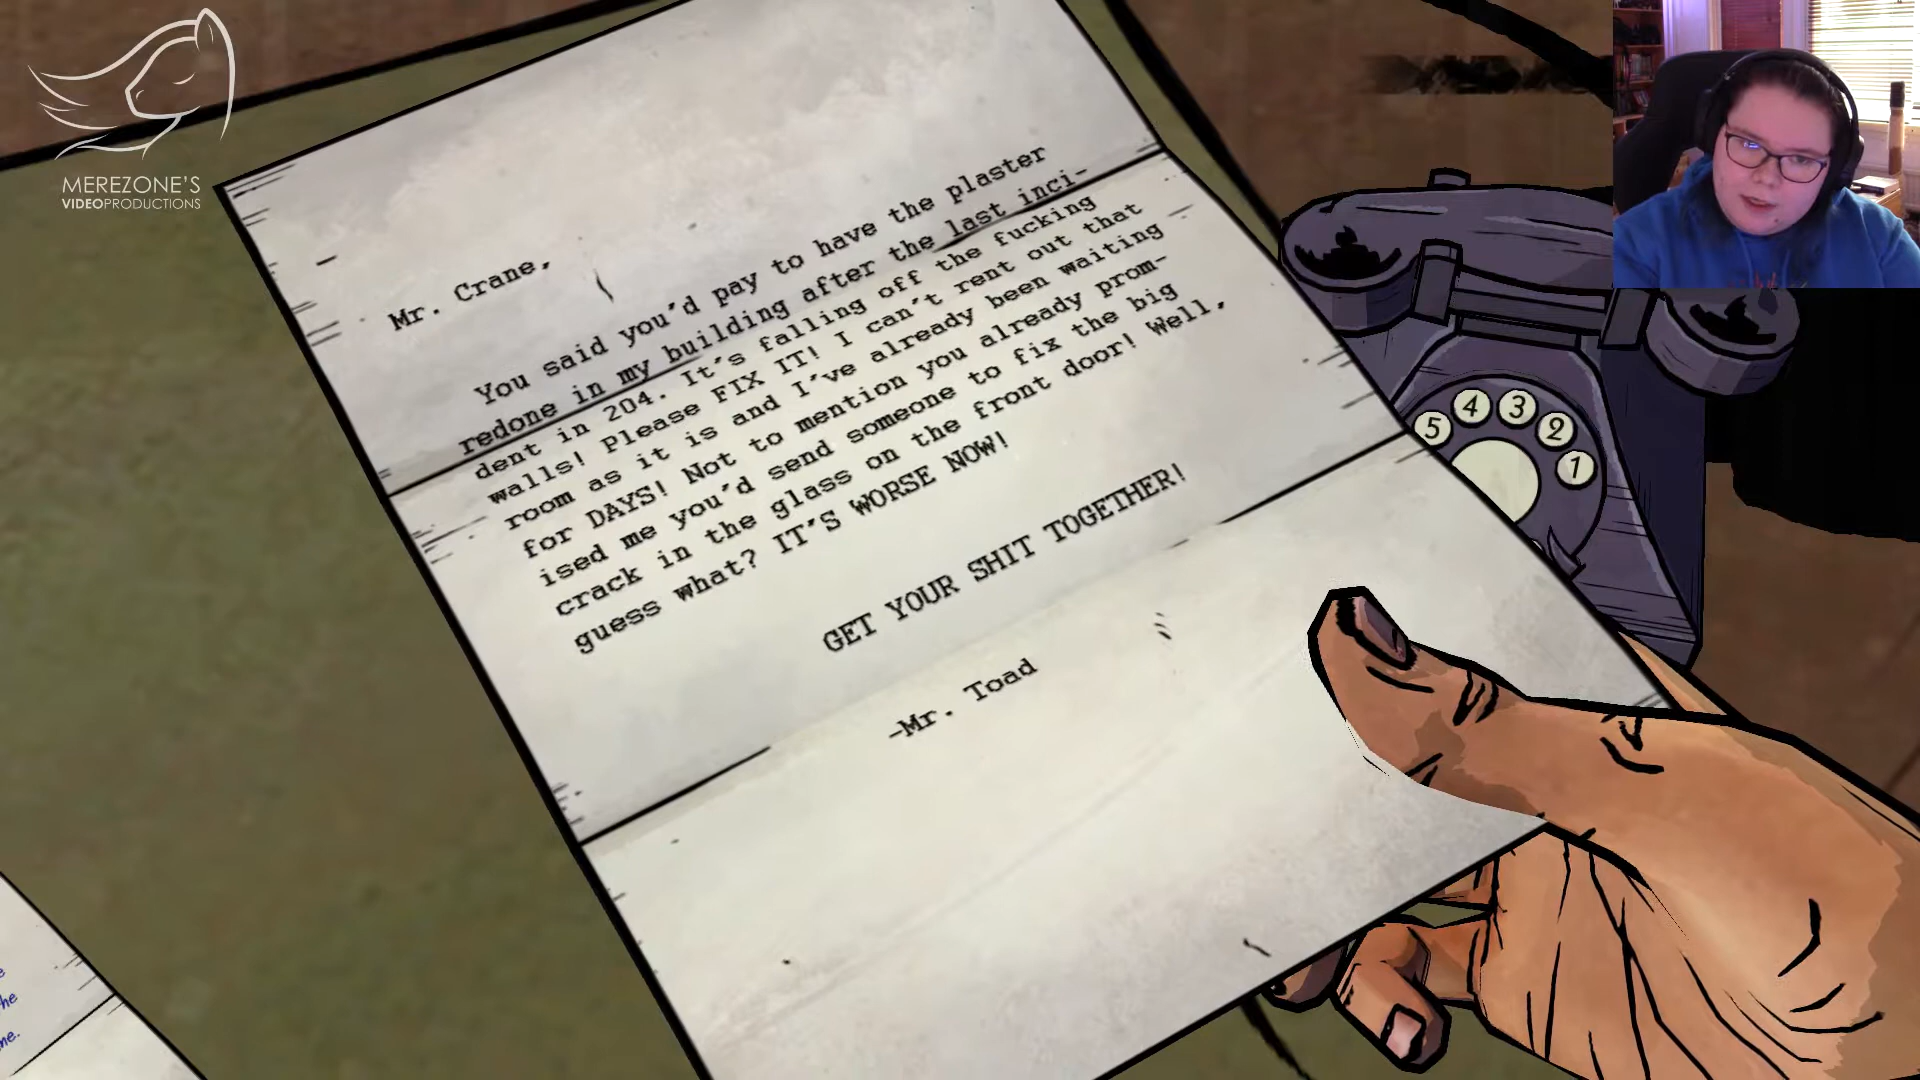 MEREZONE'S
VIDEOPRODUCTIONS
Mr. Crane,
You said you'd pay to have the plaster
redone in my building after the last inci-
dent in 204. It's falling off the fucking
walls! Please FIX IT! I can't rent out that
room as it is and I've already been waiting
for DAYS! Not to mention you already prom-
ised me you'd send someone to fix the big
crack in the glass on the front door! Well,
guess what? IT'S WORSE NOW!
GET YOUR SHIT TOGETHER!
-Mr. Toad
5 4 3 2 1
he